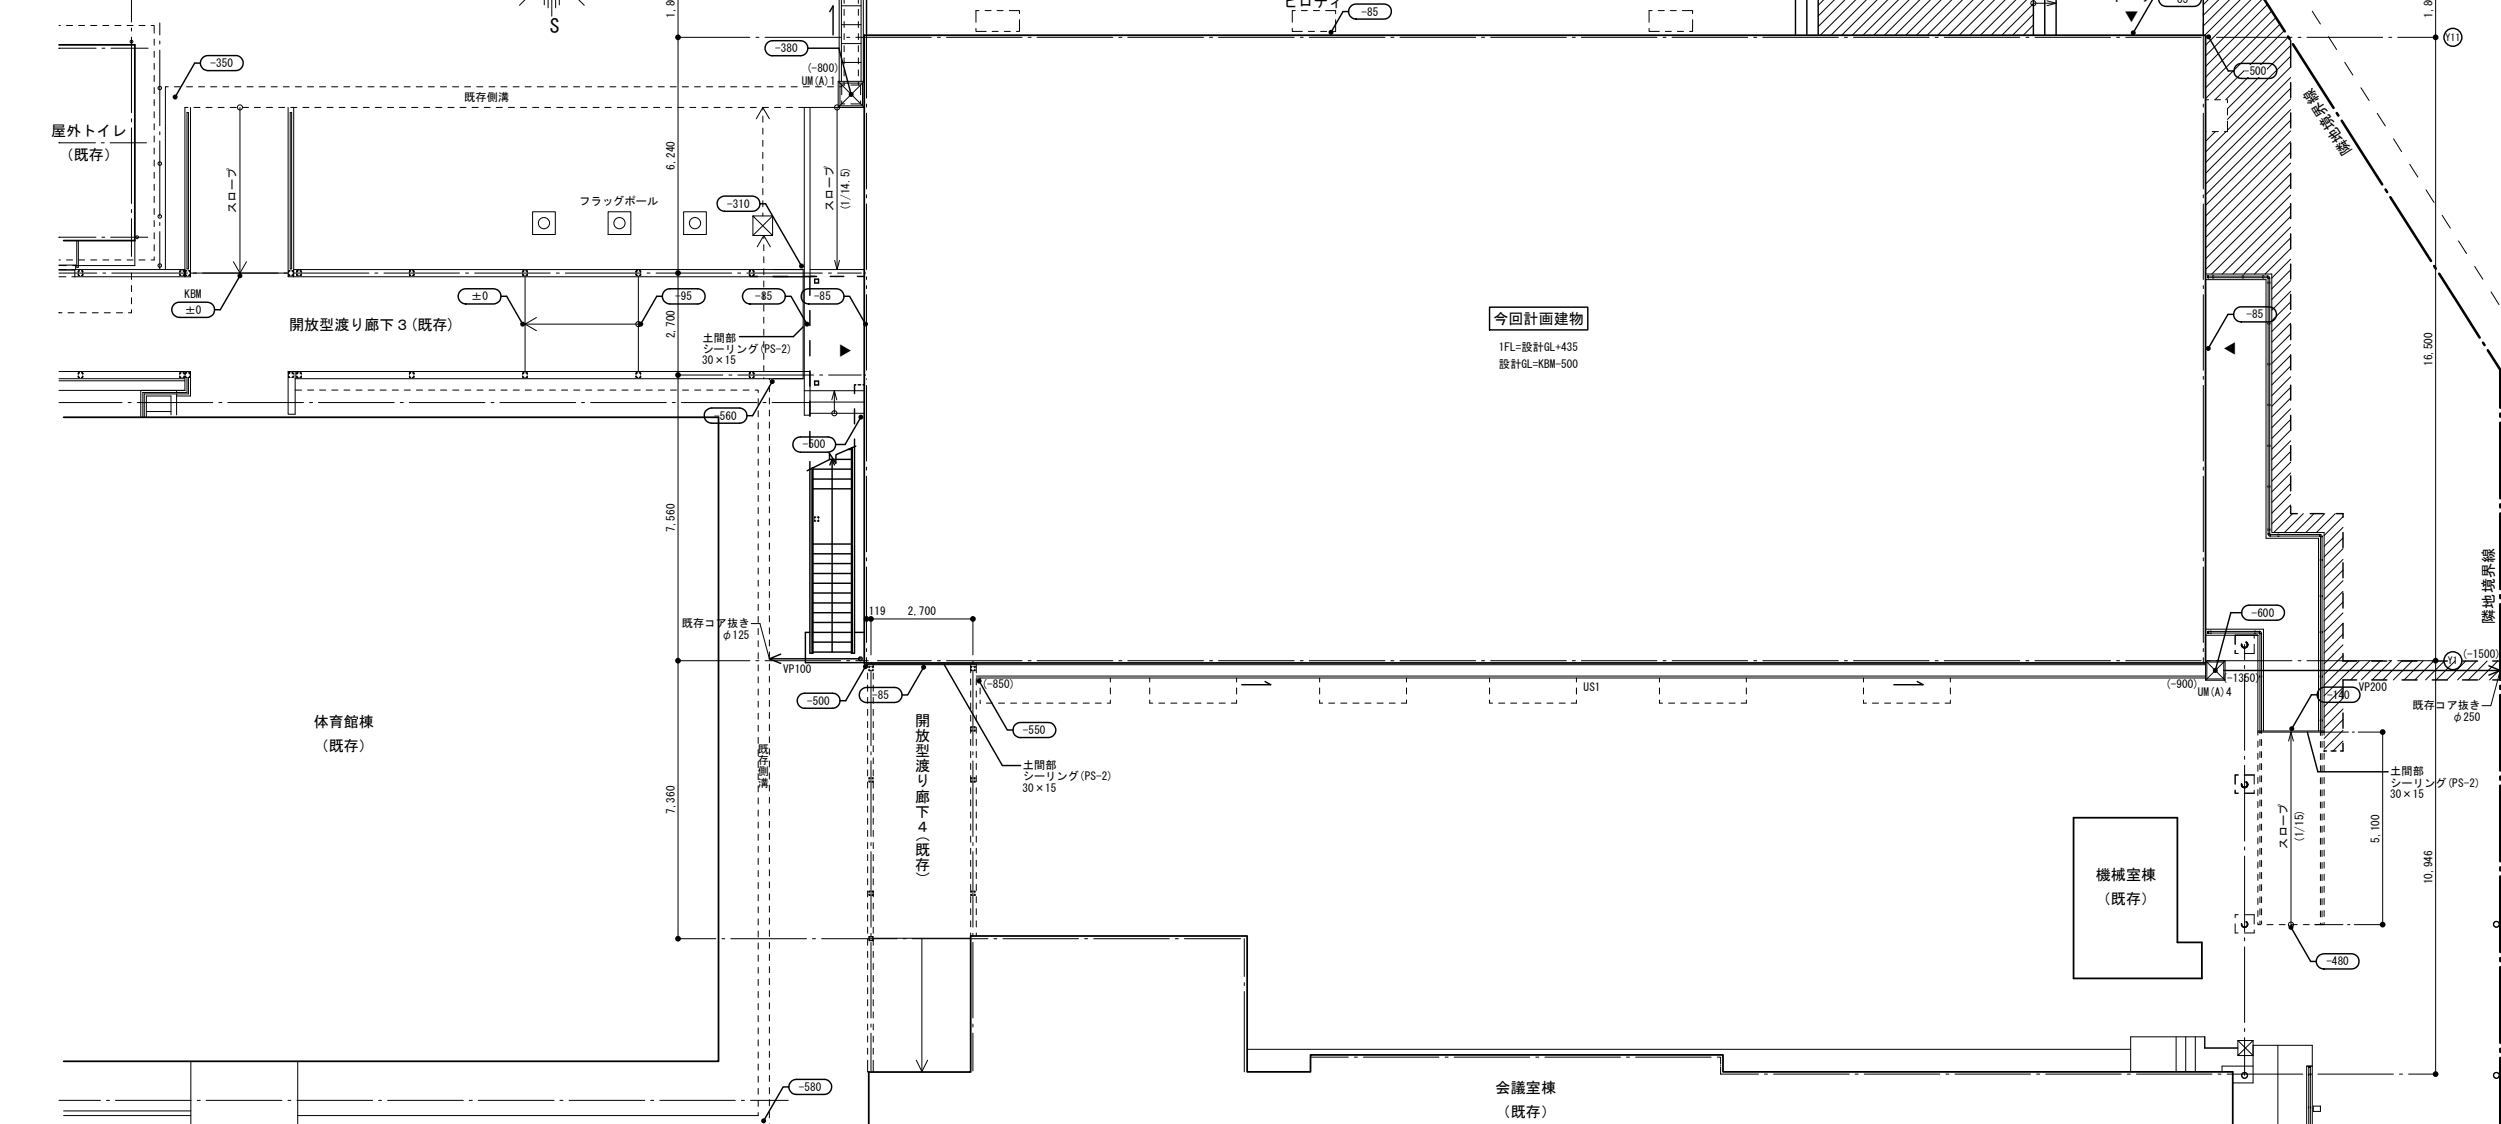 S
ピロティ
-85
-380
(-800)
UM(A)1
-350
既存側溝
屋外トイレ
(既存)
スロープ
6,240
スロープ
(1/14.5)
フラッグポール
-310
KBM
±0
±0
-95
-85
-85
開放型渡り廊下3(既存)
2,700
土間部
シーリング(PS-2)
30×15
-560
-500
7,560
今回計画建物
1FL=設計GL+435
設計GL=KBM-500
Y11
-500
隣地境界線
-85
16,500
隣地境界線
-600
Y1
(-1500)
119
2,700
既存コア抜き
φ125
VP100
-500
-85
(-850)
US1
(-900)
UM(A)4
(-1350)
-140
VP200
既存コア抜き
φ250
-550
土間部
シーリング(PS-2)
30×15
体育館棟
(既存)
既存側溝
開放型渡り廊下4(既存)
7,360
土間部
シーリング(PS-2)
30×15
スロープ
(1/15)
5,100
10,946
機械室棟
(既存)
-480
-580
会議室棟
(既存)